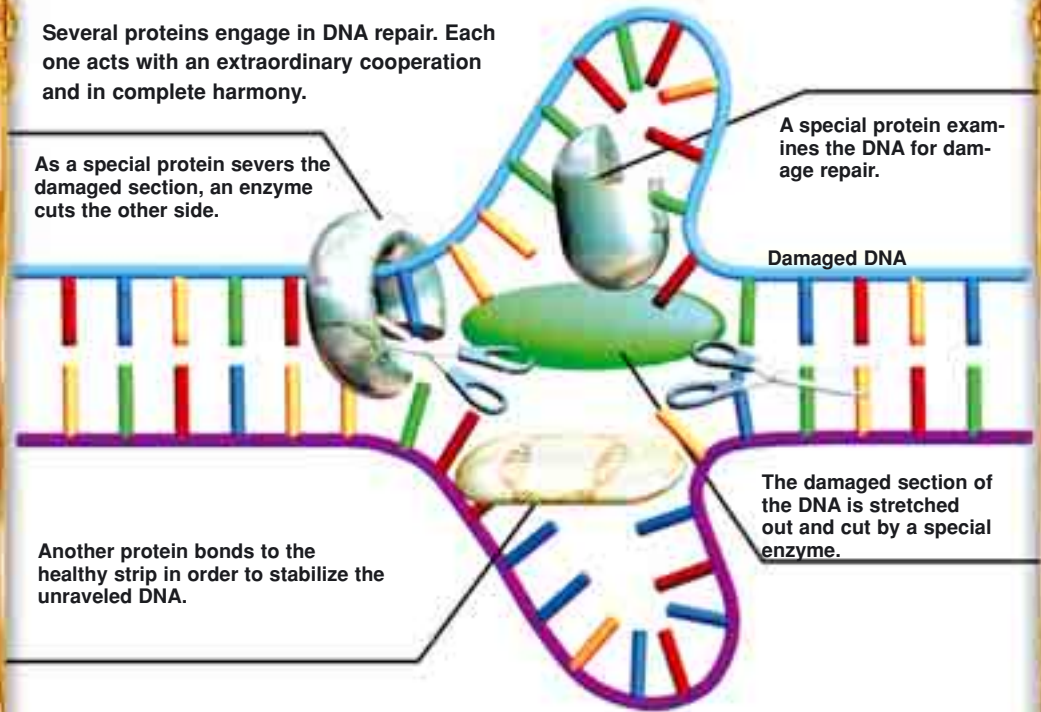 Several proteins engage in DNA repair. Each
one acts with an extraordinary cooperation
and in complete harmony.
As a special protein severs the
damaged section, an enzyme
cuts the other side.
A special protein exam-
ines the DNA for dam-
age repair.
Damaged DNA
Another protein bonds to the
healthy strip in order to stabilize the
unraveled DNA.
The damaged section of
the DNA is stretched
out and cut by a special
enzyme.